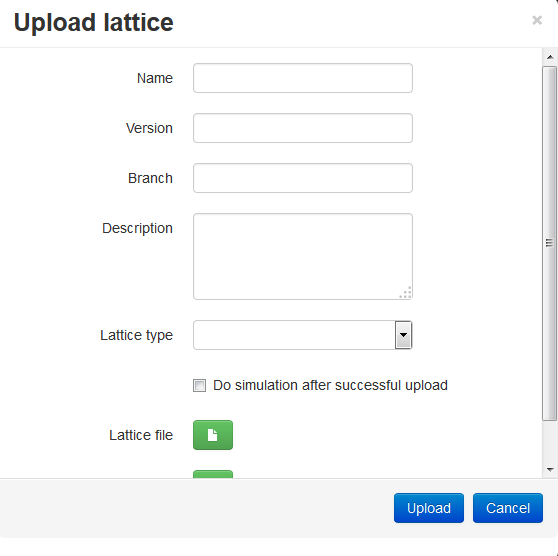 Upload lattice ×
Name
Version
Branch
Description
Lattice type
Do simulation after successful upload
Lattice file
Upload Cancel